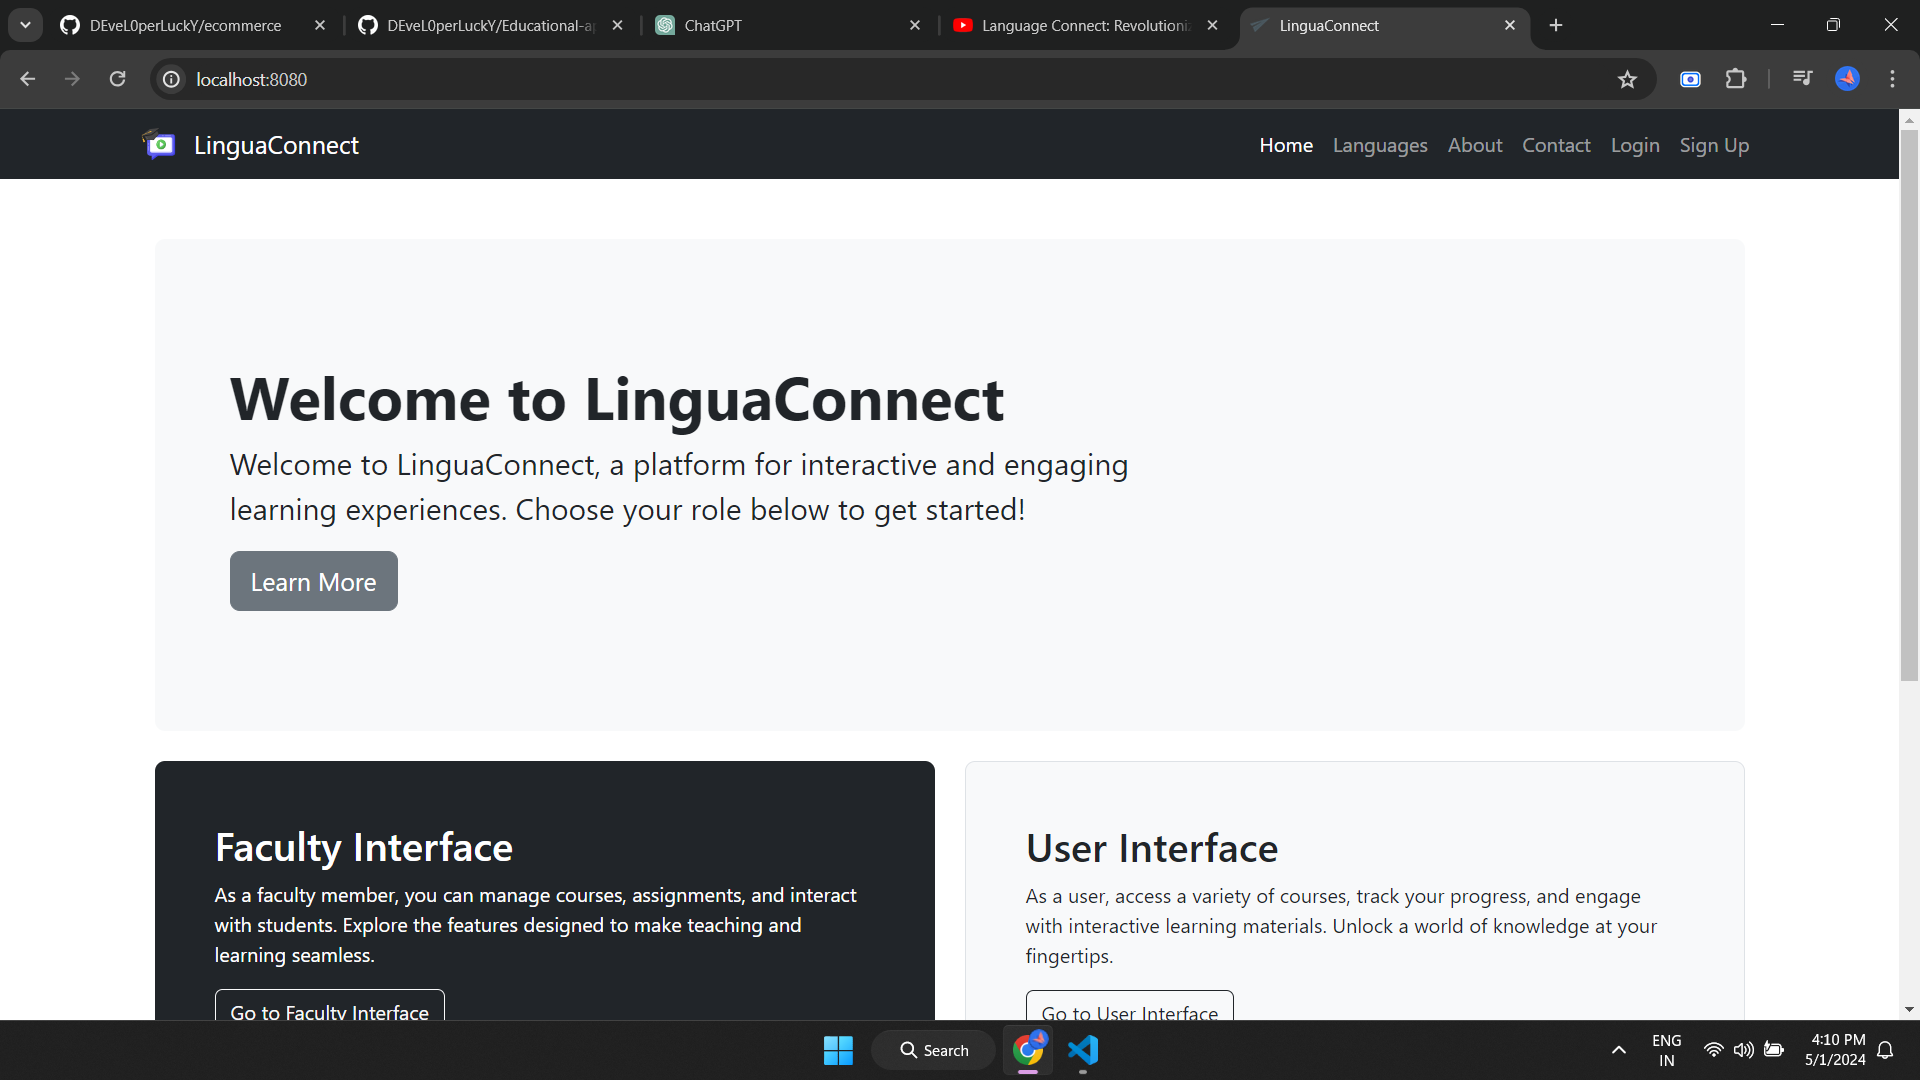 DEveL0perLuckY/ecommerce
DEveL0perLuckY/Educational-ap
ChatGPT
Language Connect: Revolutioniz
LinguaConnect
localhost:8080
LinguaConnect
Home Languages About Contact Login Sign Up
Welcome to LinguaConnect
Welcome to LinguaConnect, a platform for interactive and engaging
learning experiences. Choose your role below to get started!
Learn More
Faculty Interface
As a faculty member, you can manage courses, assignments, and interact
with students. Explore the features designed to make teaching and
learning seamless.
Go to Faculty Interface
User Interface
As a user, access a variety of courses, track your progress, and engage
with interactive learning materials. Unlock a world of knowledge at your
fingertips.
Go to User Interface
Search
ENG
IN
4:10 PM
5/1/2024